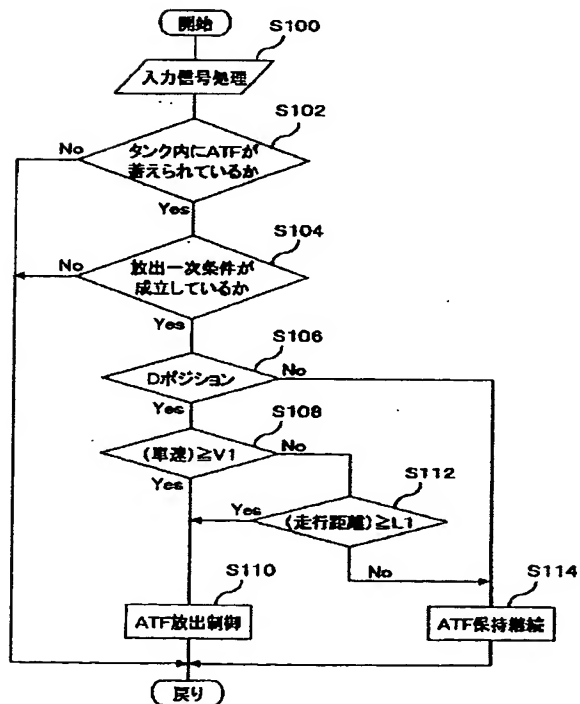 開始
S100
入力信号処理
S102
No
タンク内にATFが
蓄えられているか
Yes
S104
No
放出一次条件が
成立しているか
Yes
S106
Dポジション
No
Yes
S108
(車速)≧V1
No
Yes
S112
Yes
(走行距離)≧L1
No
S110
S114
ATF放出制御
ATF保持継続
戻り